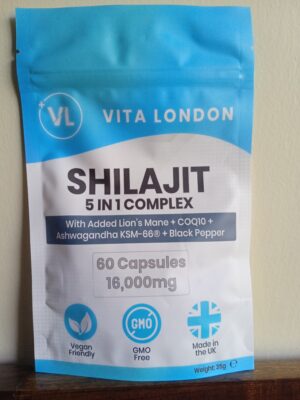 VL
VITA LONDON
SHILAJIT
5 IN 1 COMPLEX
With Added Lion's Mane + COQ10 +
Ashwagandha KSM-66® + Black Pepper
60 Capsules
16,000mg
GMO
Vegan
Friendly
GMO
Free
Made in
the UK
Weight: 25g ℮